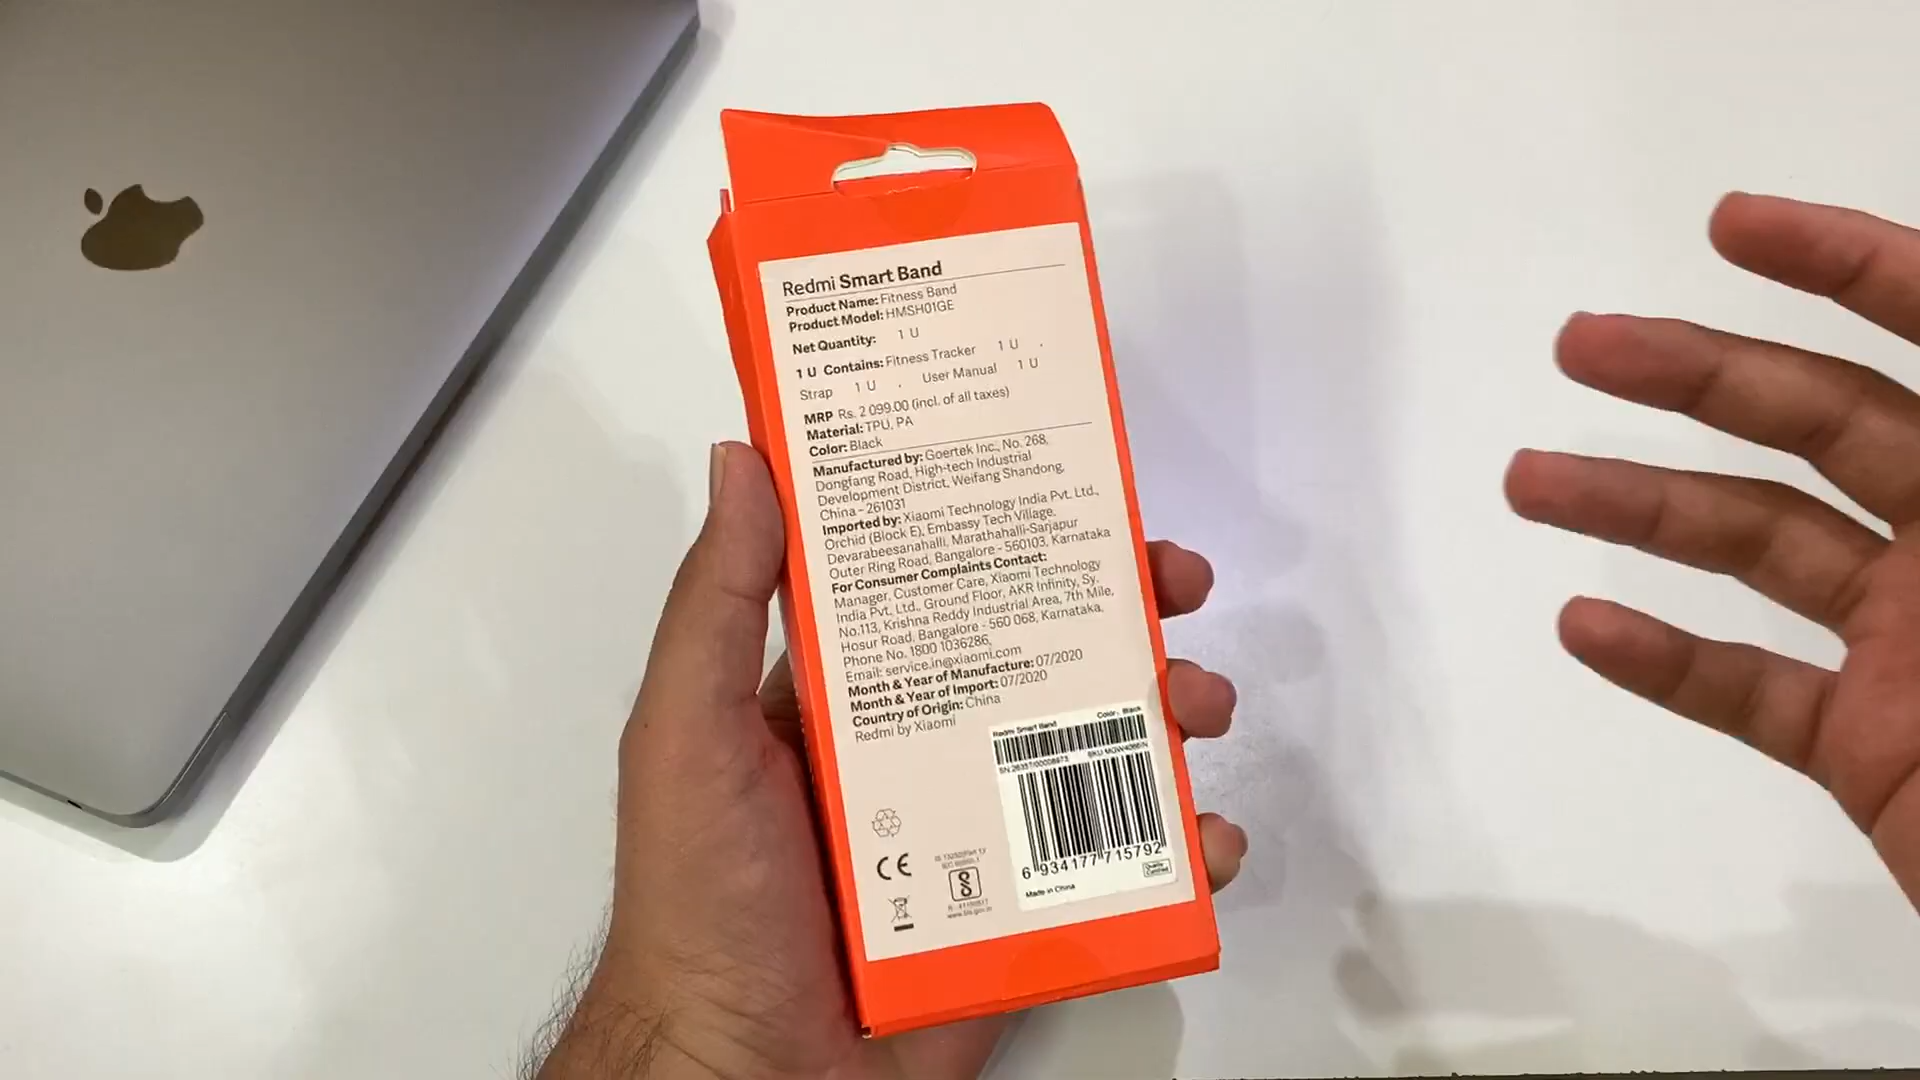 Redmi Smart Band
Product Name: Fitness Band
Product Model: HMSH01GE
Net Quantity: 1 U
1 U Contains: Fitness Tracker 1 U ,
Strap 1 U , User Manual 1 U
MRP Rs. 2 099.00 (incl. of all taxes)
Material: TPU, PA
Color: Black
Manufactured by: Goertek Inc., No. 268,
Dongfang Road, High-tech Industrial
Development District, Weifang Shandong,
China - 261031
Imported by: Xiaomi Technology India Pvt. Ltd.,
Orchid (Block E), Embassy Tech Village,
Devarabeesanahalli, Marathahalli-Sarjapur
Outer Ring Road, Bangalore - 560103, Karnataka
For Consumer Complaints Contact:
Manager, Customer Care, Xiaomi Technology
India Pvt. Ltd., Ground Floor, AKR Infinity, Sy.
No.113, Krishna Reddy Industrial Area, 7th Mile,
Hosur Road, Bangalore - 560 068, Karnataka,
Phone No. 1800 1036286,
Email: service.in@xiaomi.com
Month & Year of Manufacture: 07/2020
Month & Year of Import: 07/2020
Country of Origin: China
Redmi by Xiaomi
Redmi Smart Band Color: Black
6 934177 715792
Made in China
Quality Certified
CE
www.bis.gov.in